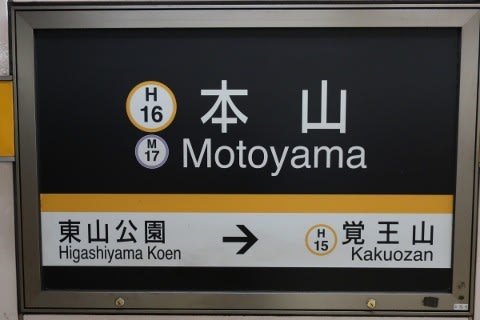 H 16 本山
M 17 Motoyama
東山公園 → H 15 覚王山
Higashiyama Koen Kakuozan